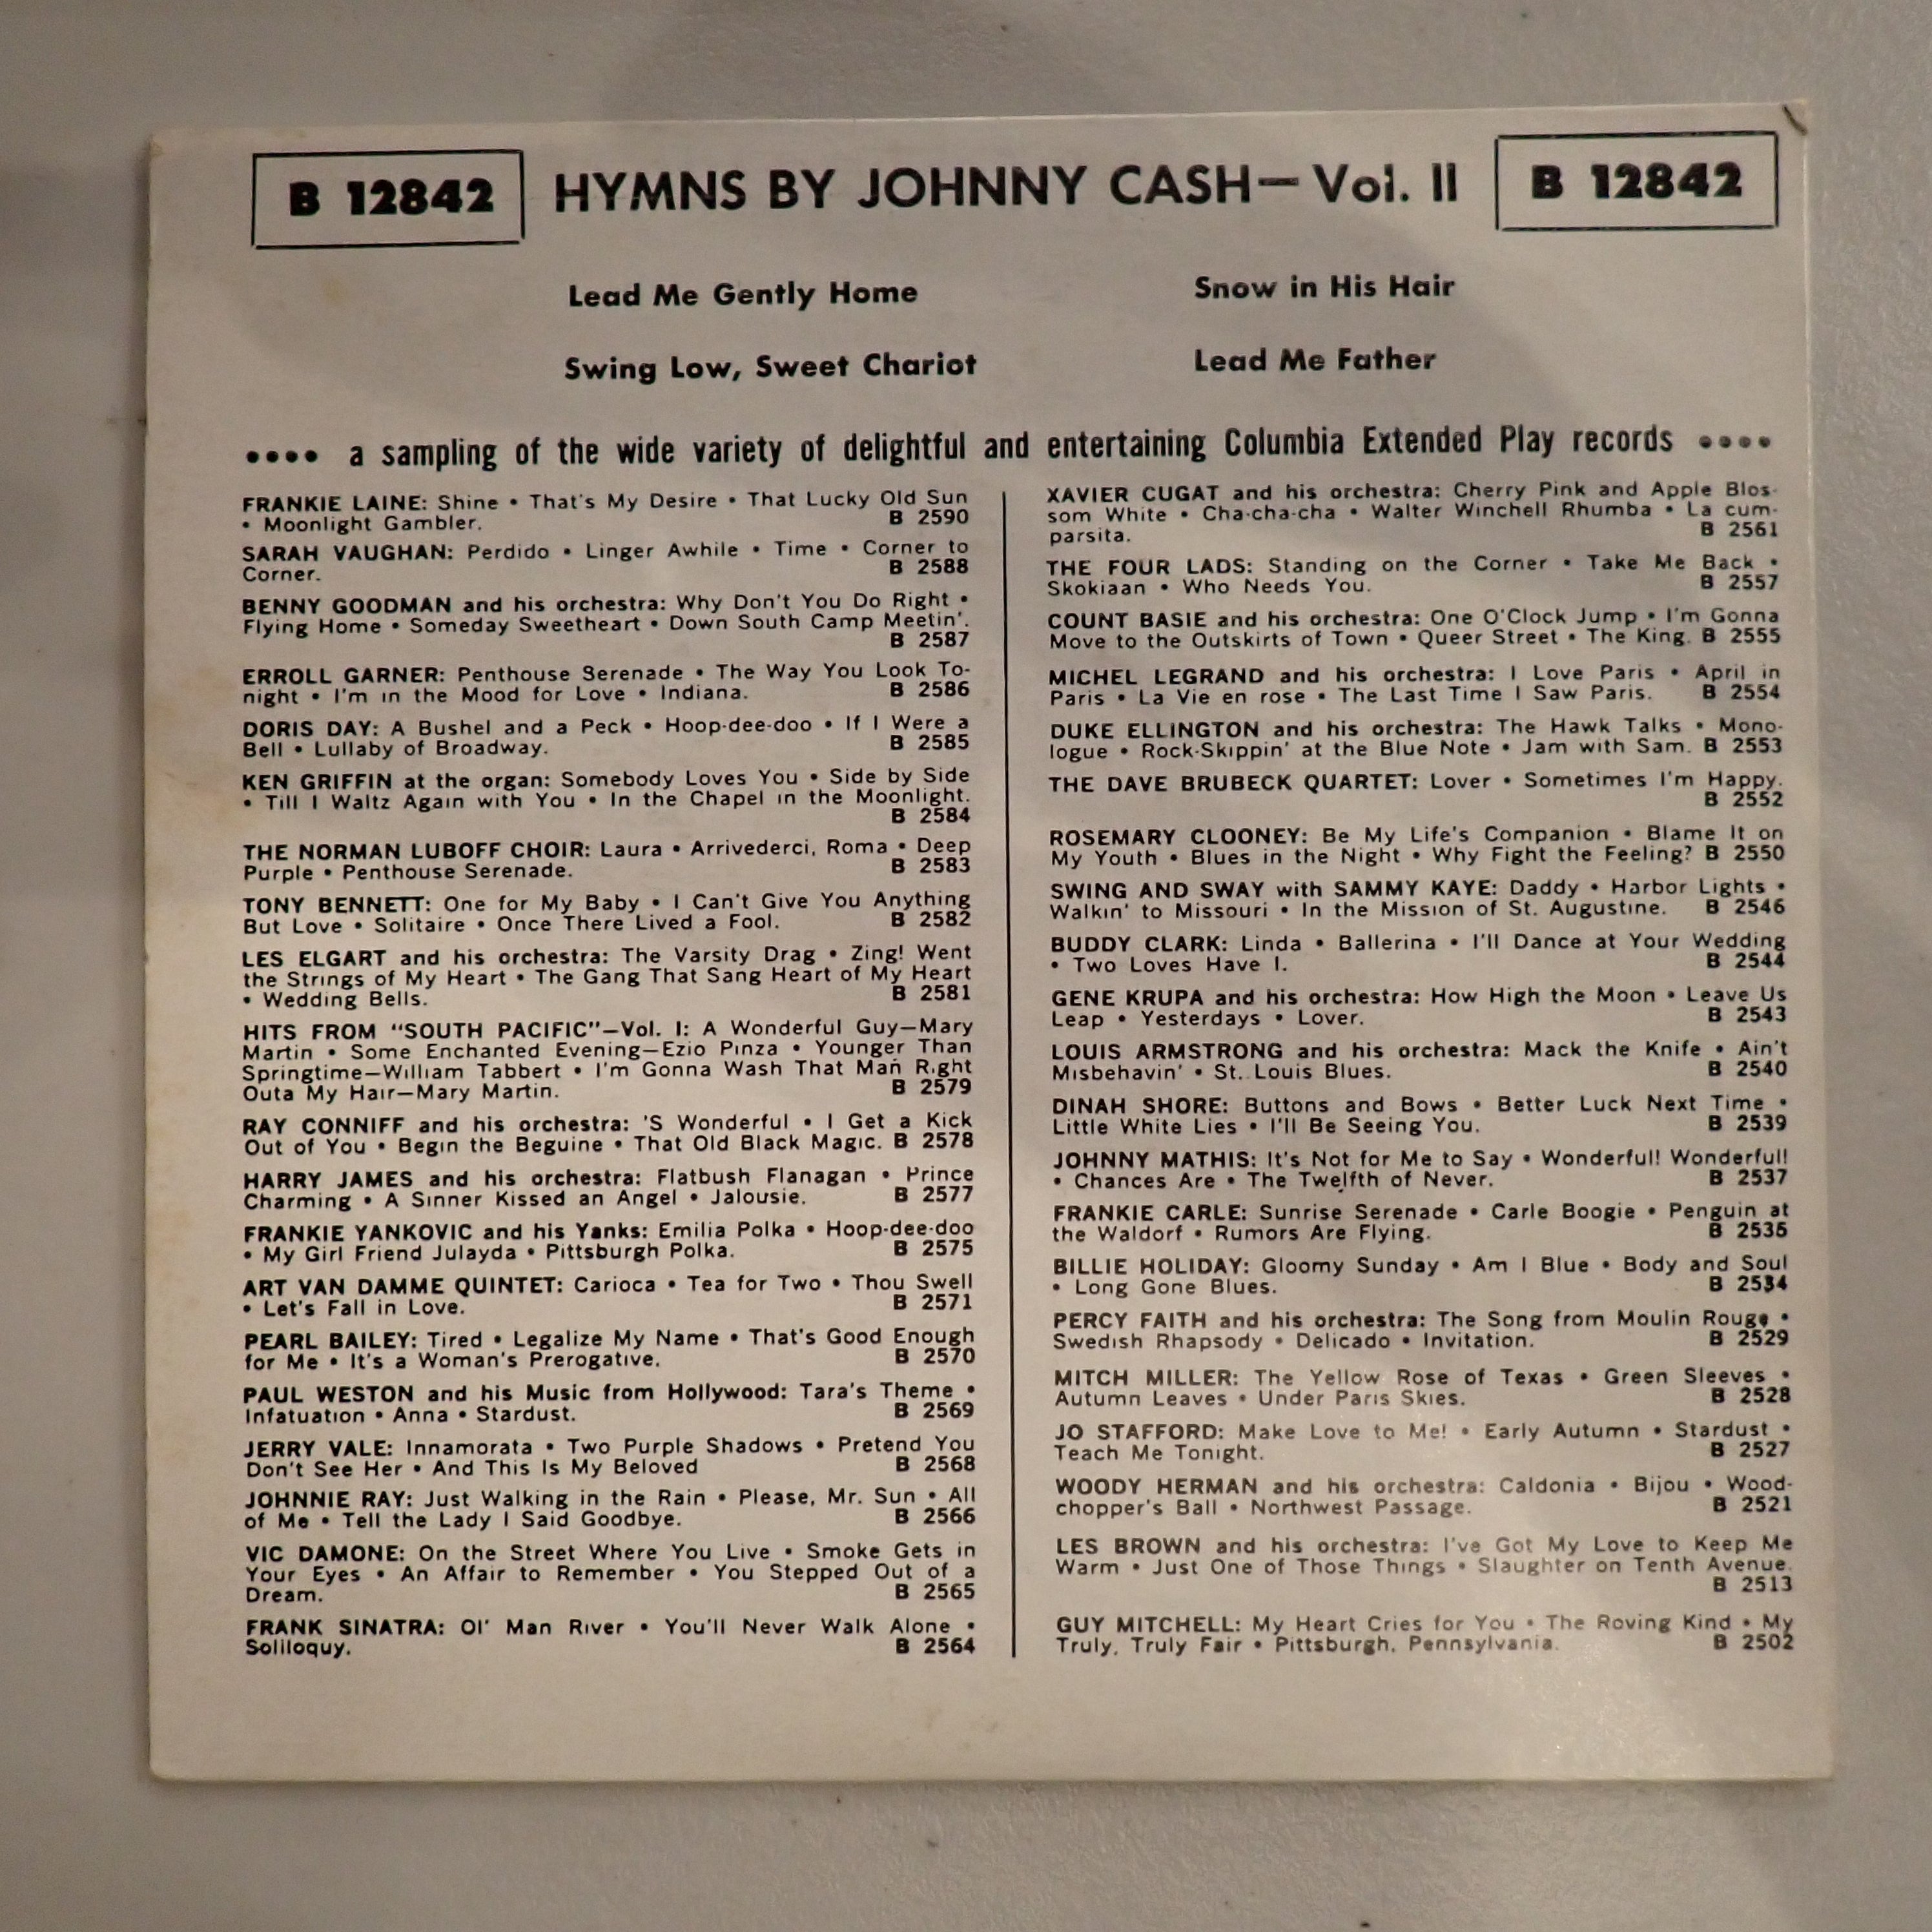 B 12842
HYMNS BY JOHNNY CASH— Vol. II
B 12842
Lead Me Gently Home
Swing Low, Sweet Chariot
Snow in His Hair
Lead Me Father
•••• a sampling of the wide variety of delightful and entertaining Columbia Extended Play records ••••
FRANKIE LAINE: Shine • That's My Desire • That Lucky Old Sun
• Moonlight Gambler. B 2590
SARAH VAUGHAN: Perdido • Linger Awhile • Time • Corner to
Corner. B 2588
BENNY GOODMAN and his orchestra: Why Don't You Do Right •
Flying Home • Someday Sweetheart • Down South Camp Meetin'.
B 2587
ERROLL GARNER: Penthouse Serenade • The Way You Look To-
night • I'm in the Mood for Love • Indiana. B 2586
DORIS DAY: A Bushel and a Peck • Hoop-dee-doo • If I Were a
Bell • Lullaby of Broadway. B 2585
KEN GRIFFIN at the organ: Somebody Loves You • Side by Side
• Till I Waltz Again with You • In the Chapel in the Moonlight.
B 2584
THE NORMAN LUBOFF CHOIR: Laura • Arrivederci, Roma • Deep
Purple • Penthouse Serenade. B 2583
TONY BENNETT: One for My Baby • I Can't Give You Anything
But Love • Solitaire • Once There Lived a Fool. B 2582
LES ELGART and his orchestra: The Varsity Drag • Zing! Went
the Strings of My Heart • The Gang That Sang Heart of My Heart
• Wedding Bells. B 2581
HITS FROM "SOUTH PACIFIC"—Vol. I: A Wonderful Guy—Mary
Martin • Some Enchanted Evening—Ezio Pinza • Younger Than
Springtime—William Tabbert • I'm Gonna Wash That Man Right
Outa My Hair—Mary Martin. B 2579
RAY CONNIFF and his orchestra: 'S Wonderful • I Get a Kick
Out of You • Begin the Beguine • That Old Black Magic. B 2578
HARRY JAMES and his orchestra: Flatbush Flanagan • Prince
Charming • A Sinner Kissed an Angel • Jalousie. B 2577
FRANKIE YANKOVIC and his Yanks: Emilia Polka • Hoop-dee-doo
• My Girl Friend Julayda • Pittsburgh Polka. B 2575
ART VAN DAMME QUINTET: Carioca • Tea for Two • Thou Swell
• Let's Fall in Love. B 2571
PEARL BAILEY: Tired • Legalize My Name • That's Good Enough
for Me • It's a Woman's Prerogative. B 2570
PAUL WESTON and his Music from Hollywood: Tara's Theme •
Infatuation • Anna • Stardust. B 2569
JERRY VALE: Innamorata • Two Purple Shadows • Pretend You
Don't See Her • And This Is My Beloved B 2568
JOHNNIE RAY: Just Walking in the Rain • Please, Mr. Sun • All
of Me • Tell the Lady I Said Goodbye. B 2566
VIC DAMONE: On the Street Where You Live • Smoke Gets in
Your Eyes • An Affair to Remember • You Stepped Out of a
Dream. B 2565
FRANK SINATRA: Ol' Man River • You'll Never Walk Alone •
Soliloquy. B 2564
XAVIER CUGAT and his orchestra: Cherry Pink and Apple Blos-
som White • Cha-cha-cha • Walter Winchell Rhumba • La cum-
parsita. B 2561
THE FOUR LADS: Standing on the Corner • Take Me Back •
Skokiaan • Who Needs You. B 2557
COUNT BASIE and his orchestra: One O'Clock Jump • I'm Gonna
Move to the Outskirts of Town • Queer Street • The King. B 2555
MICHEL LEGRAND and his orchestra: I Love Paris • April in
Paris • La Vie en rose • The Last Time I Saw Paris. B 2554
DUKE ELLINGTON and his orchestra: The Hawk Talks • Mono-
logue • Rock-Skippin' at the Blue Note • Jam with Sam. B 2553
THE DAVE BRUBECK QUARTET: Lover • Sometimes I'm Happy.
B 2552
ROSEMARY CLOONEY: Be My Life's Companion • Blame It on
My Youth • Blues in the Night • Why Fight the Feeling? B 2550
SWING AND SWAY with SAMMY KAYE: Daddy • Harbor Lights •
Walkin' to Missouri • In the Mission of St. Augustine. B 2546
BUDDY CLARK: Linda • Ballerina • I'll Dance at Your Wedding
• Two Loves Have I. B 2544
GENE KRUPA and his orchestra: How High the Moon • Leave Us
Leap • Yesterdays • Lover. B 2543
LOUIS ARMSTRONG and his orchestra: Mack the Knife • Ain't
Misbehavin' • St. Louis Blues. B 2540
DINAH SHORE: Buttons and Bows • Better Luck Next Time •
Little White Lies • I'll Be Seeing You. B 2539
JOHNNY MATHIS: It's Not for Me to Say • Wonderful! Wonderful!
• Chances Are • The Twelfth of Never. B 2537
FRANKIE CARLE: Sunrise Serenade • Carle Boogie • Penguin at
the Waldorf • Rumors Are Flying. B 2535
BILLIE HOLIDAY: Gloomy Sunday • Am I Blue • Body and Soul
• Long Gone Blues. B 2534
PERCY FAITH and his orchestra: The Song from Moulin Rouge •
Swedish Rhapsody • Delicado • Invitation. B 2529
MITCH MILLER: The Yellow Rose of Texas • Green Sleeves •
Autumn Leaves • Under Paris Skies. B 2528
JO STAFFORD: Make Love to Me! • Early Autumn • Stardust •
Teach Me Tonight. B 2527
WOODY HERMAN and his orchestra: Caldonia • Bijou • Wood-
chopper's Ball • Northwest Passage. B 2521
LES BROWN and his orchestra: I've Got My Love to Keep Me
Warm • Just One of Those Things • Slaughter on Tenth Avenue.
B 2513
GUY MITCHELL: My Heart Cries for You • The Roving Kind • My
Truly, Truly Fair • Pittsburgh, Pennsylvania. B 2502